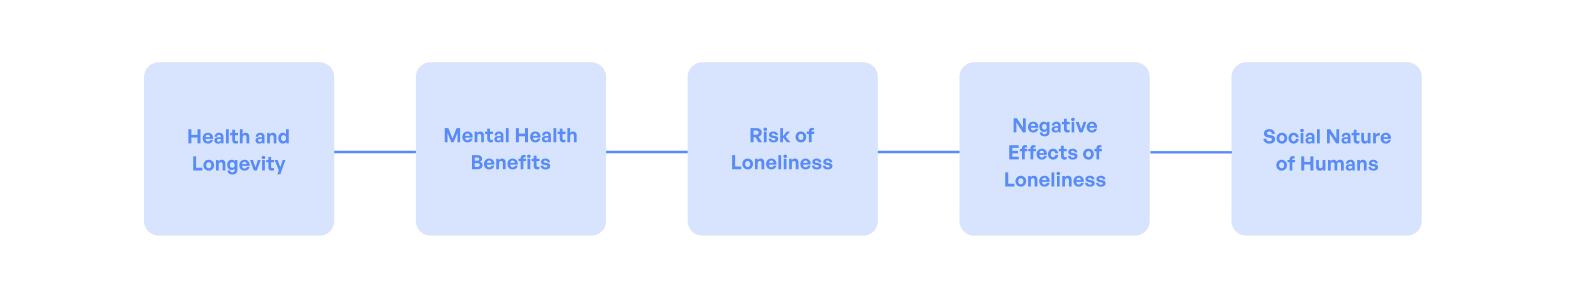 Health and
Longevity
Mental Health
Benefits
Risk of
Loneliness
Negative
Effects of
Loneliness
Social Nature
of Humans